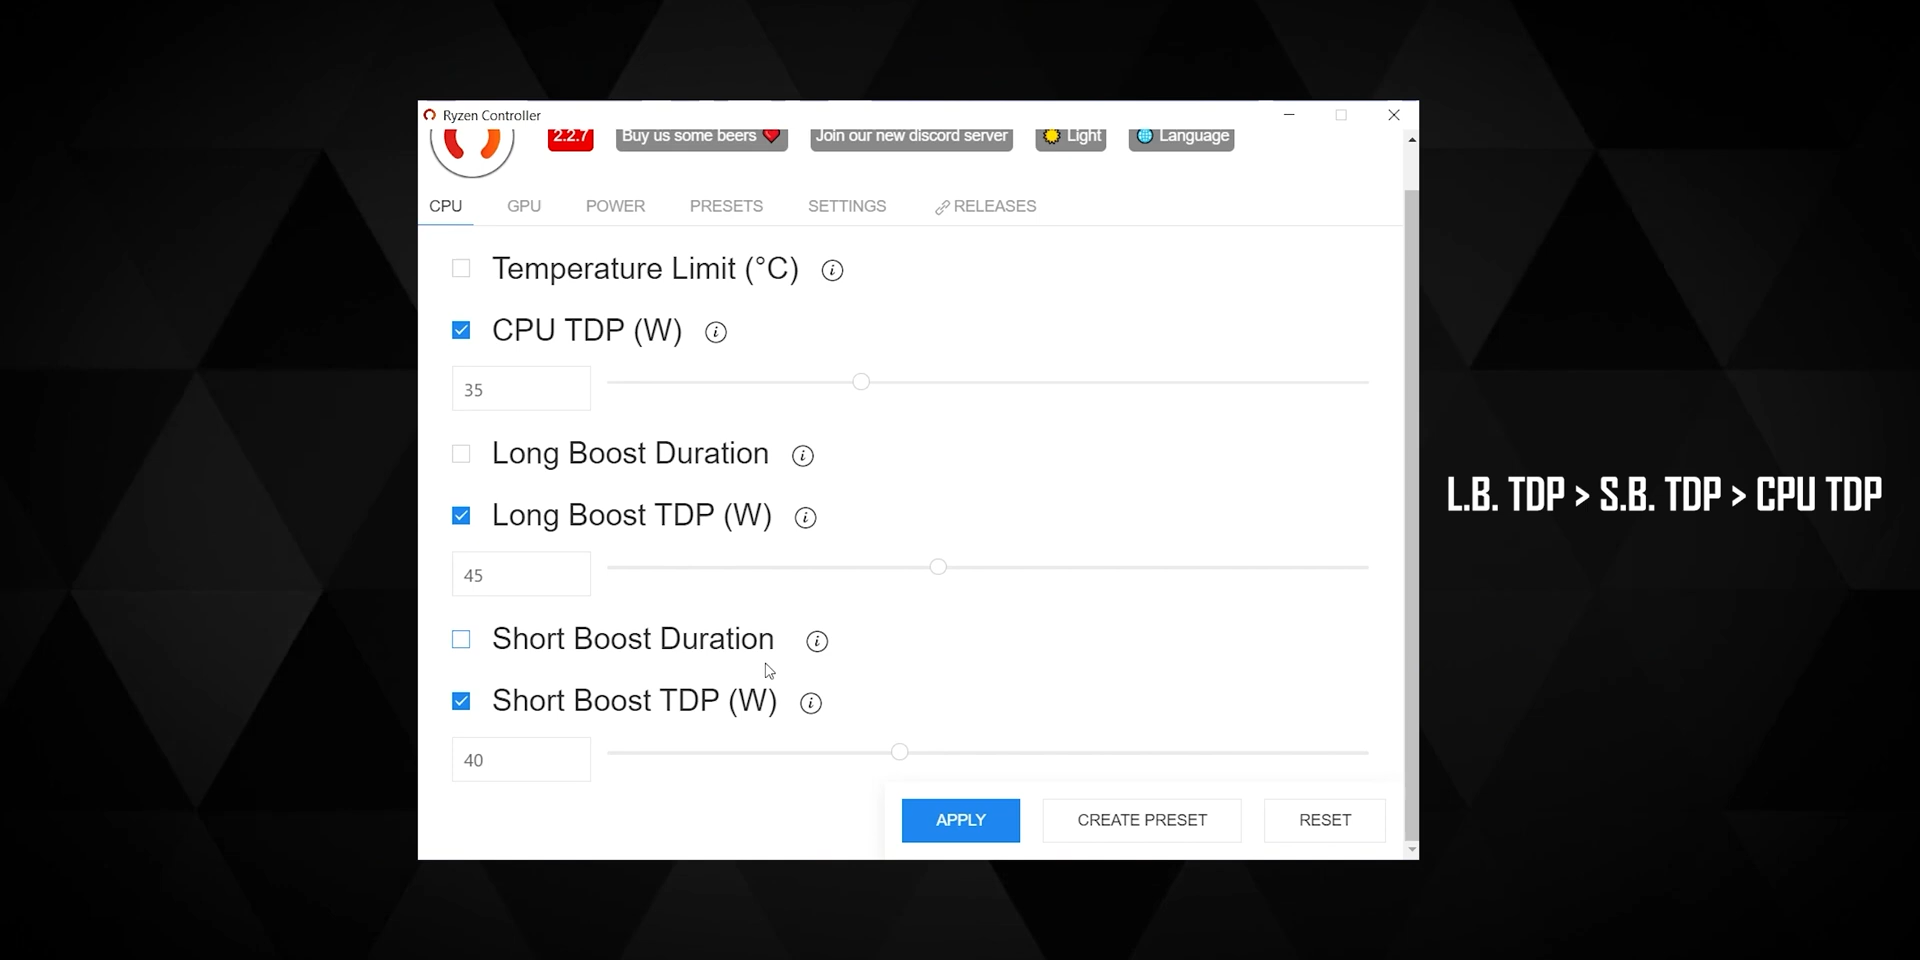 Ryzen Controller
2.2.7 Buy us some beers Join our new discord server Light Language
CPU GPU POWER PRESETS SETTINGS RELEASES
Temperature Limit (°C)
CPU TDP (W)
35
Long Boost Duration
Long Boost TDP (W)
45
L.B. TDP > S.B. TDP > CPU TDP
Short Boost Duration
Short Boost TDP (W)
40
APPLY CREATE PRESET RESET